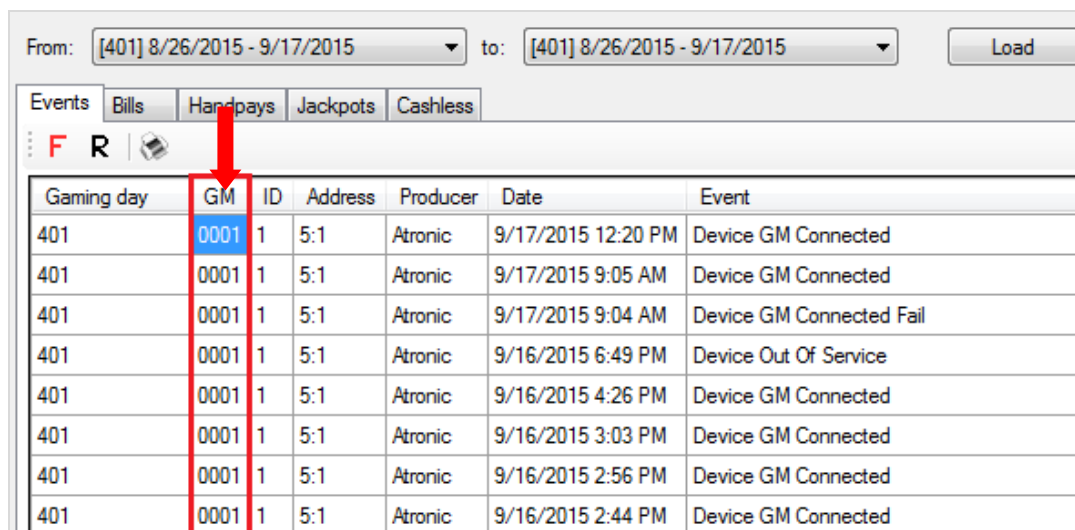 From: [401] 8/26/2015 - 9/17/2015 to: [401] 8/26/2015 - 9/17/2015 Load
Events Bills Handpays Jackpots Cashless
F R
Gaming day GM ID Address Producer Date Event
401 0001 1 5:1 Atronic 9/17/2015 12:20 PM Device GM Connected
401 0001 1 5:1 Atronic 9/17/2015 9:05 AM Device GM Connected
401 0001 1 5:1 Atronic 9/17/2015 9:04 AM Device GM Connected Fail
401 0001 1 5:1 Atronic 9/16/2015 6:49 PM Device Out Of Service
401 0001 1 5:1 Atronic 9/16/2015 4:26 PM Device GM Connected
401 0001 1 5:1 Atronic 9/16/2015 3:03 PM Device GM Connected
401 0001 1 5:1 Atronic 9/16/2015 2:56 PM Device GM Connected
401 0001 1 5:1 Atronic 9/16/2015 2:44 PM Device GM Connected